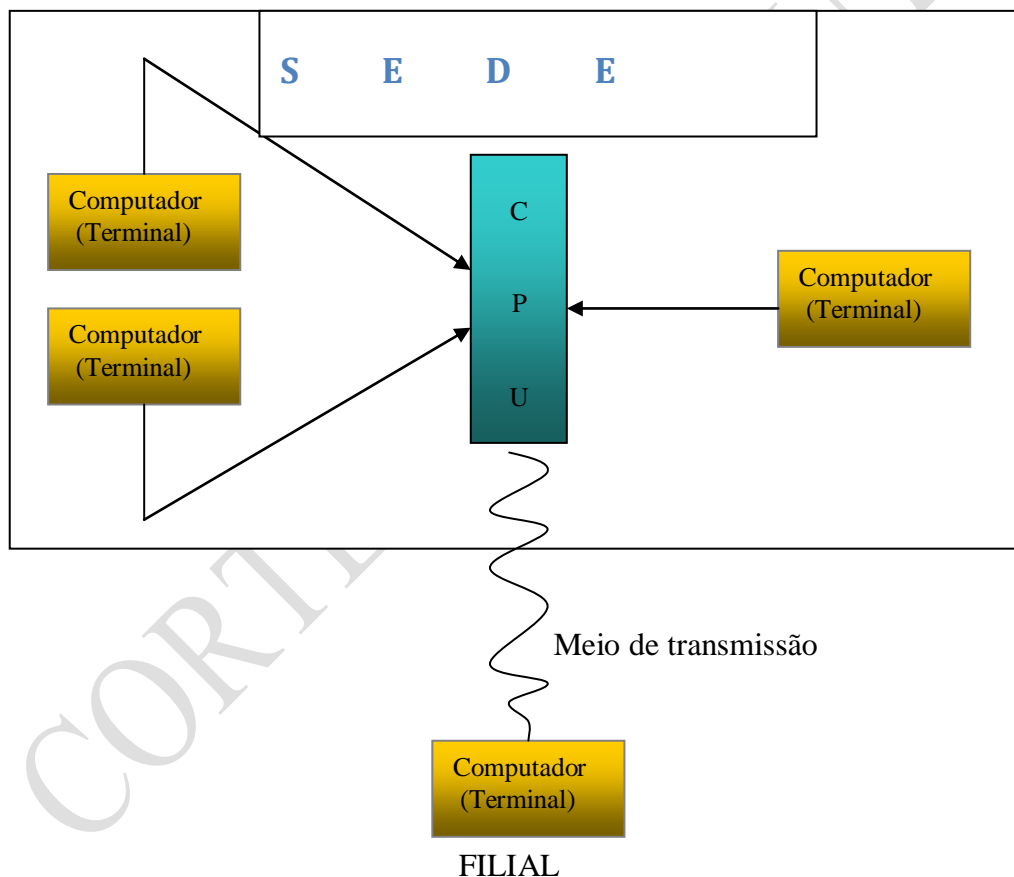 S E D E
Computador
(Terminal)
C
P
U
Computador
(Terminal)
Computador
(Terminal)
Meio de transmissão
Computador
(Terminal)
FILIAL